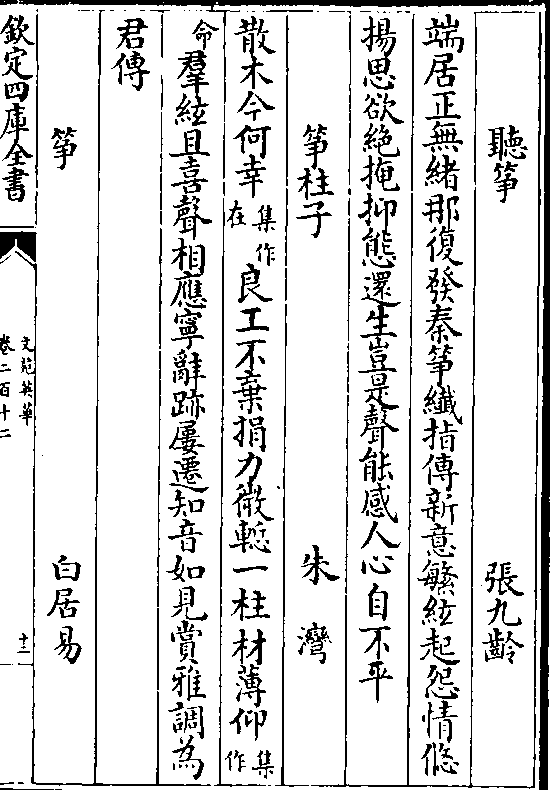 聽箏　張九齡
端居正無緒那復發秦箏纎指傳新意繁絃起怨情悠
揚思欲絶掩抑態還生豈是聲能感人心自不平
箏柱子　朱灣
散木今何幸集作在良工不棄捐力微慙一柱材薄仰集作
命羣絃且喜聲相應寧辭跡屢遷知音如見賞雅調為
君傳
箏　白居易
欽定四庫全書
文苑英華
卷二百十二
十三